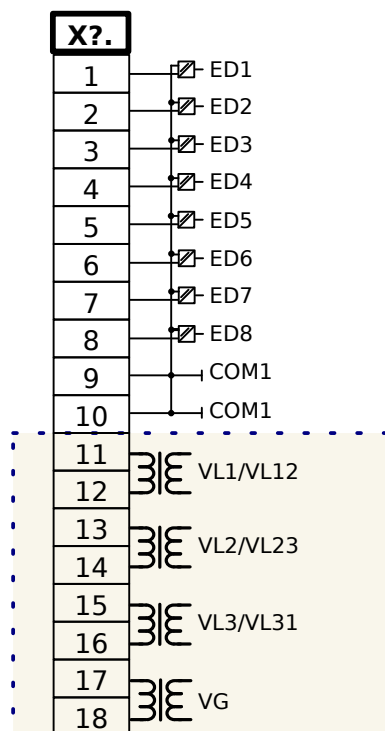 X?.
1 ED1
2 ED2
3 ED3
4 ED4
5 ED5
6 ED6
7 ED7
8 ED8
9 COM1
10 COM1
11
VL1/VL12
12
13
VL2/VL23
14
15
VL3/VL31
16
17
VG
18